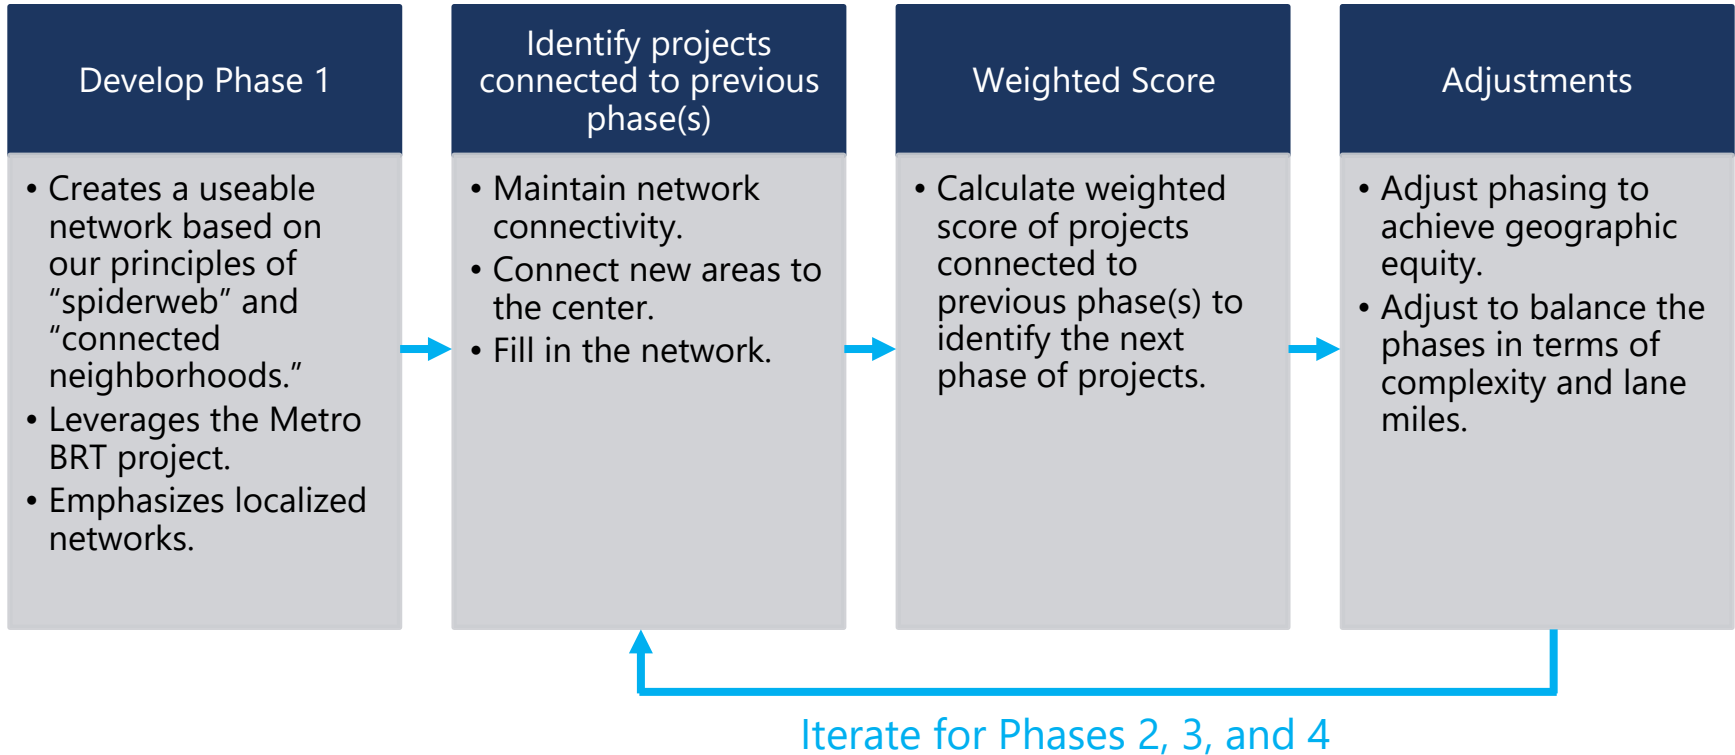 Develop Phase 1
• Creates a useable
network based on
our principles of
“spiderweb” and
“connected
neighborhoods.”
• Leverages the Metro
BRT project.
• Emphasizes localized
networks.
Identify projects
connected to previous
phase(s)
• Maintain network
connectivity.
• Connect new areas to
the center.
• Fill in the network.
Weighted Score
• Calculate weighted
score of projects
connected to
previous phase(s) to
identify the next
phase of projects.
Adjustments
• Adjust phasing to
achieve geographic
equity.
• Adjust to balance the
phases in terms of
complexity and lane
miles.
Iterate for Phases 2, 3, and 4